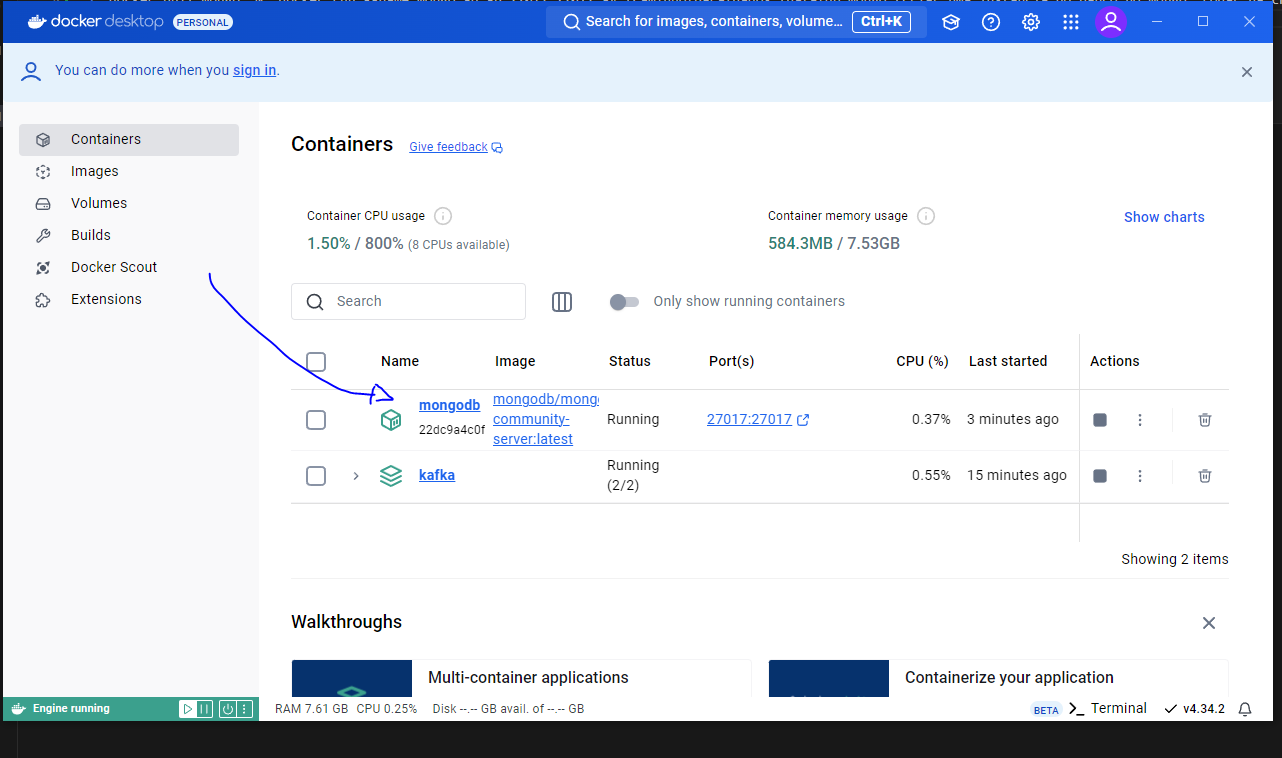 docker desktop PERSONAL
Search for images, containers, volume... Ctrl+K
You can do more when you sign in.
Containers
Images
Volumes
Builds
Docker Scout
Extensions
Containers Give feedback
Container CPU usage
1.50% / 800% (8 CPUs available)
Container memory usage
584.3MB / 7.53GB
Show charts
Search
Only show running containers
Name Image Status Port(s) CPU (%) Last started Actions
mongodb
22dc9a4c0f
mongodb/mong
community-
server:latest
Running
27017:27017
0.37%
3 minutes ago
kafka
Running
(2/2)
0.55%
15 minutes ago
Showing 2 items
Walkthroughs
Multi-container applications
Containerize your application
Engine running
RAM 7.61 GB CPU 0.25% Disk --.-- GB avail. of --.-- GB
BETA Terminal v4.34.2